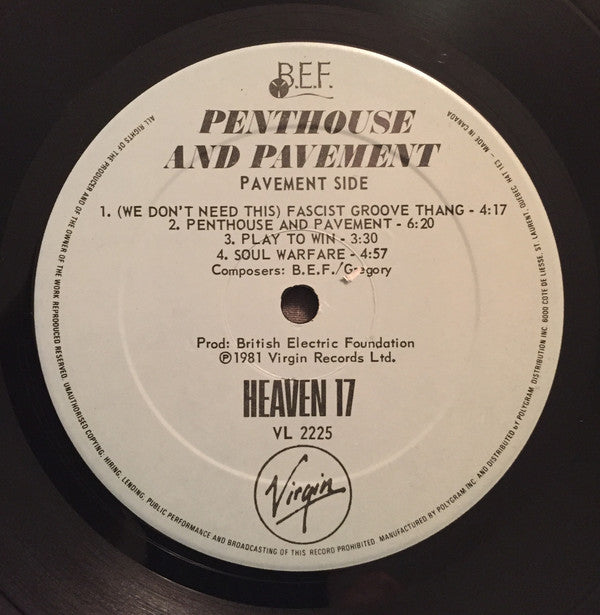 B.E.F.
PENTHOUSE
AND PAVEMENT
PAVEMENT SIDE
1. (WE DON'T NEED THIS) FASCIST GROOVE THANG - 4:17
2. PENTHOUSE AND PAVEMENT - 6:20
3. PLAY TO WIN - 3:30
4. SOUL WARFARE - 4:57
Composers: B.E.F./Gregory
Prod: British Electric Foundation
℗1981 Virgin Records Ltd.
HEAVEN 17
VL 2225
Virgin
ALL RIGHTS OF THE PRODUCER AND OF THE OWNER OF THE WORK REPRODUCED RESERVED. UNAUTHORISED COPYING, HIRING, LENDING, PUBLIC PERFORMANCE AND BROADCASTING OF THIS RECORD PROHIBITED. MANUFACTURED BY POLYGRAM INC. AND DISTRIBUTED BY POLYGRAM DISTRIBUTION INC. 6000 COTE DE LIESSE, ST LAURENT, QUEBEC. H4T 1E3 - MADE IN CANADA